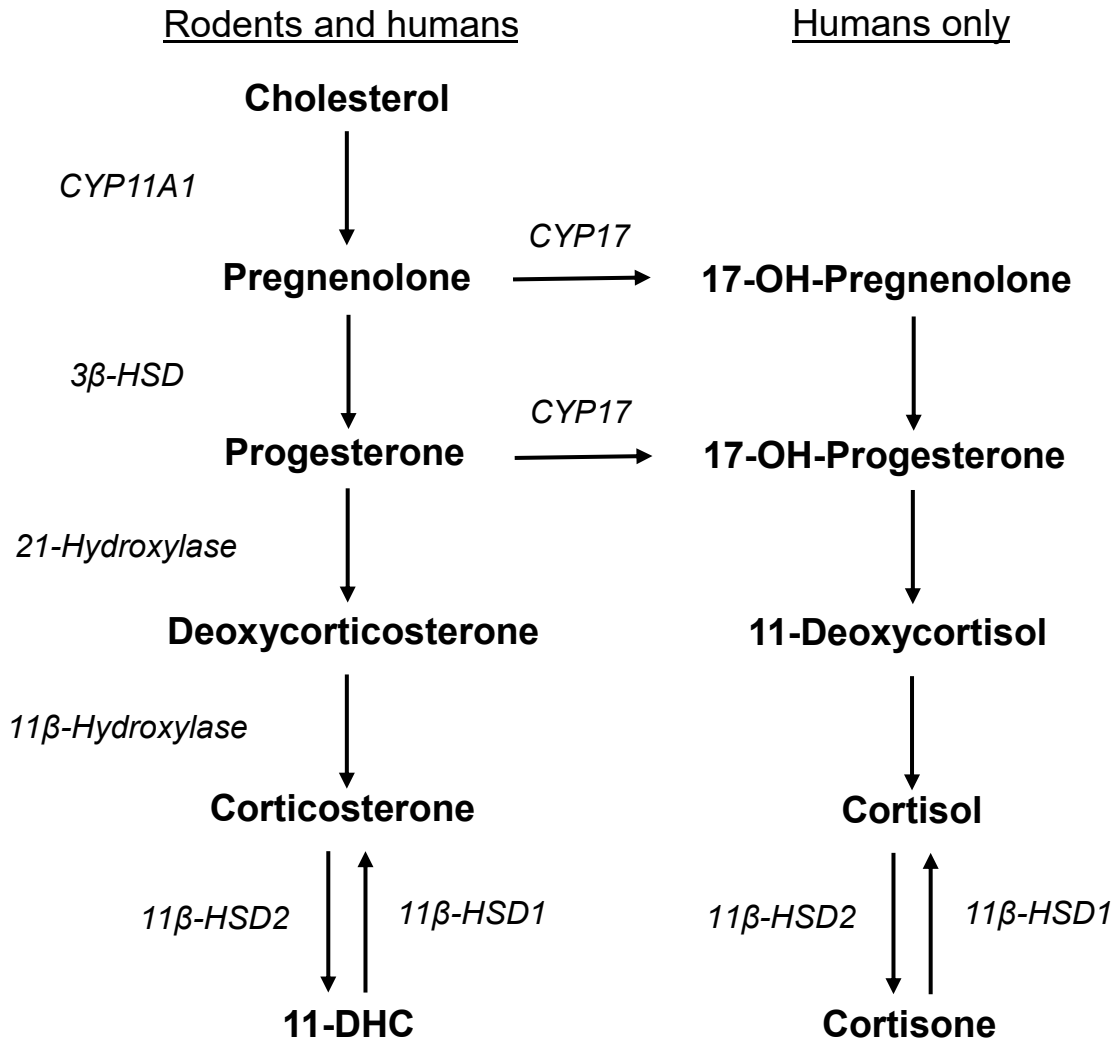 Rodents and humans
Humans only
Cholesterol
CYP11A1
CYP17
Pregnenolone
17-OH-Pregnenolone
3β-HSD
CYP17
Progesterone
17-OH-Progesterone
21-Hydroxylase
Deoxycorticosterone
11-Deoxycortisol
11β-Hydroxylase
Corticosterone
Cortisol
11β-HSD2
11β-HSD1
11β-HSD2
11β-HSD1
11-DHC
Cortisone